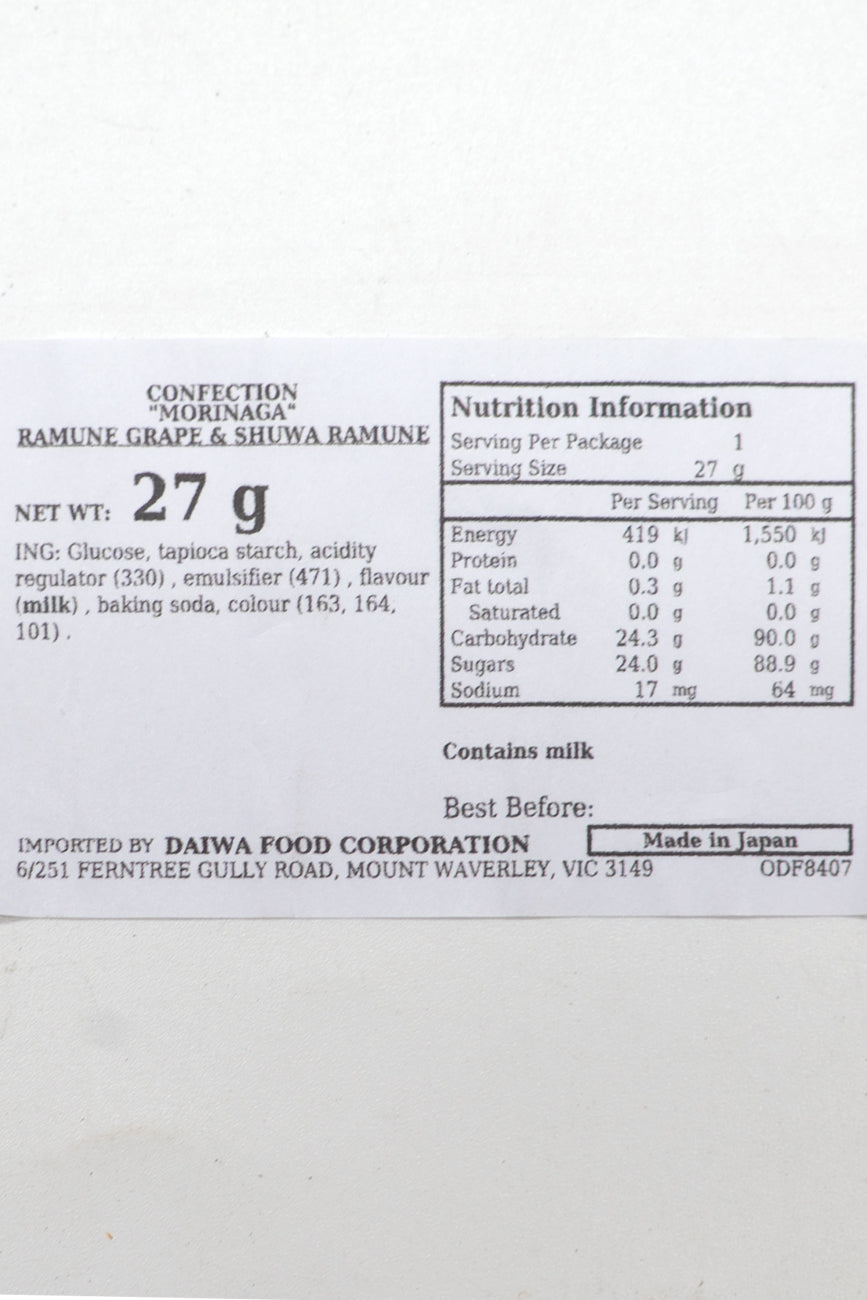 CONFECTION
"MORINAGA"
RAMUNE GRAPE & SHUWA RAMUNE
NET WT: 27 g
ING: Glucose, tapioca starch, acidity
regulator (330) , emulsifier (471) , flavour
(milk) , baking soda, colour (163, 164,
101) .
Nutrition Information
Serving Per Package 1
Serving Size 27 g
Per Serving Per 100 g
Energy 419 kJ 1,550 kJ
Protein 0.0 g 0.0 g
Fat total 0.3 g 1.1 g
Saturated 0.0 g 0.0 g
Carbohydrate 24.3 g 90.0 g
Sugars 24.0 g 88.9 g
Sodium 17 mg 64 mg
Contains milk
Best Before:
IMPORTED BY DAIWA FOOD CORPORATION
Made in Japan
6/251 FERNTREE GULLY ROAD, MOUNT WAVERLEY, VIC 3149
ODF8407